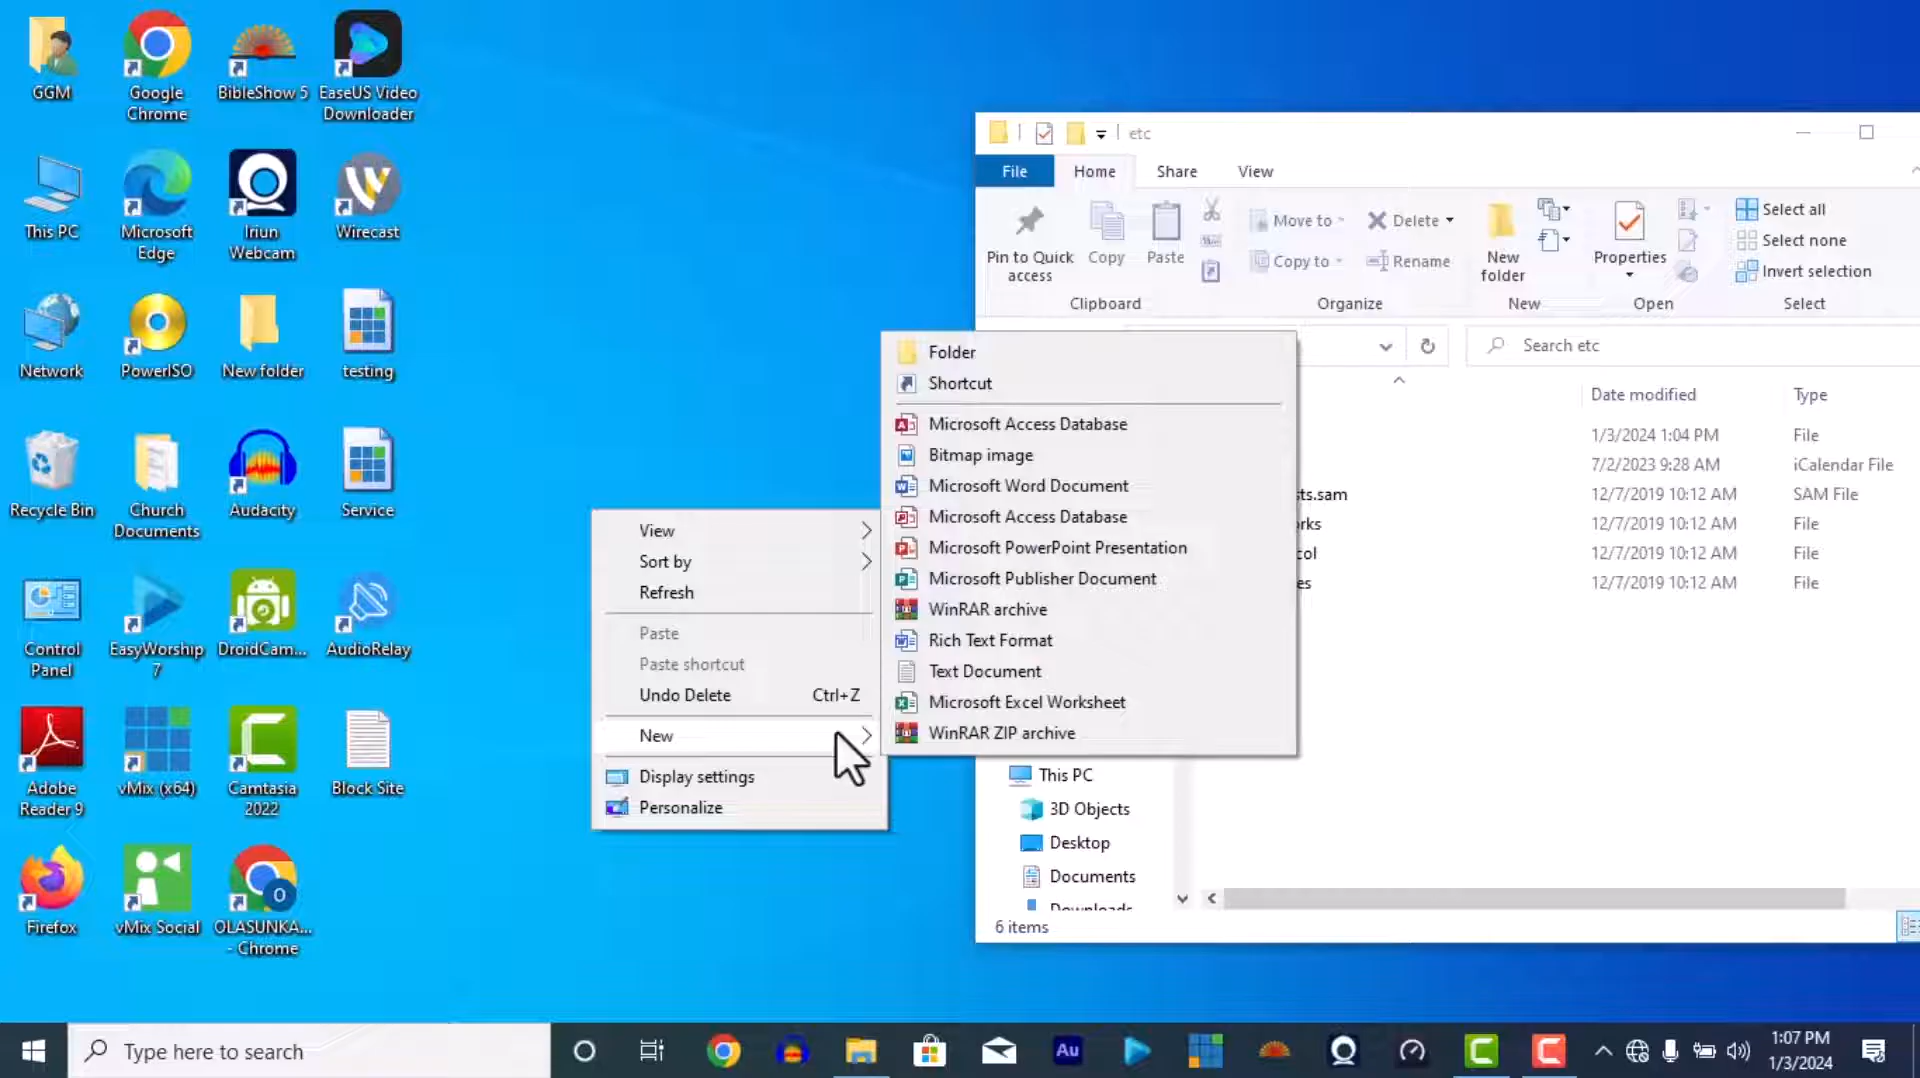 GGM
Google
Chrome
BibleShow 5
EaseUS Video
Downloader
This PC
Microsoft
Edge
Iriun
Webcam
Wirecast
Network
PowerISO
New folder
testing
Recycle Bin
Church
Documents
Audacity
Service
Control
Panel
EasyWorship
7
DroidCam...
AudioRelay
Adobe
Reader 9
vMix (x64)
Camtasia
2022
Block Site
Firefox
vMix Social
OLASUNKA...
- Chrome
View
Sort by
Refresh
Paste
Paste shortcut
Undo Delete Ctrl+Z
New
Display settings
Personalize
Folder
Shortcut
Microsoft Access Database
Bitmap image
Microsoft Word Document
Microsoft Access Database
Microsoft PowerPoint Presentation
Microsoft Publisher Document
WinRAR archive
Rich Text Format
Text Document
Microsoft Excel Worksheet
WinRAR ZIP archive
etc
File Home Share View
Pin to Quick
access
Copy
Paste
Clipboard
Move to
Copy to
Delete
Rename
Organize
New
folder
New
Properties
Open
Select all
Select none
Invert selection
Select
Search etc
Date modified Type
1/3/2024 1:04 PM File
7/2/2023 9:28 AM iCalendar File
sts.sam 12/7/2019 10:12 AM SAM File
rks 12/7/2019 10:12 AM File
col 12/7/2019 10:12 AM File
es 12/7/2019 10:12 AM File
This PC
3D Objects
Desktop
Documents
Downloads
6 items
Type here to search
Au
1:07 PM
1/3/2024